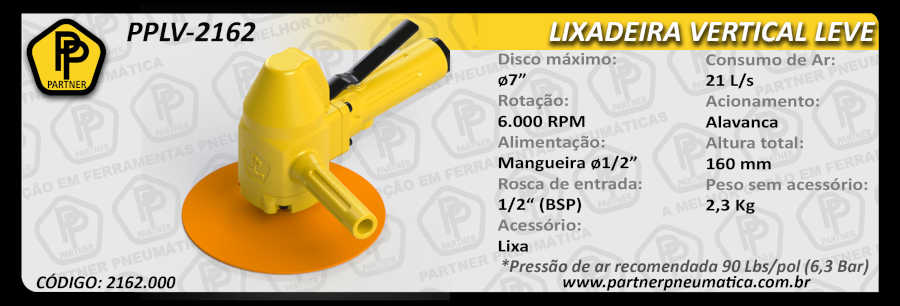 PPLV-2162
LIXADEIRA VERTICAL LEVE
PP
PARTNER
Disco máximo:
ø7”
Rotação:
6.000 RPM
Alimentação:
Mangueira ø1/2”
Rosca de entrada:
1/2“ (BSP)
Acessório:
Lixa
Consumo de Ar:
21 L/s
Acionamento:
Alavanca
Altura total:
160 mm
Peso sem acessório:
2,3 Kg
*Pressão de ar recomendada 90 Lbs/pol (6,3 Bar)
CÓDIGO: 2162.000
www.partnerpneumatica.com.br